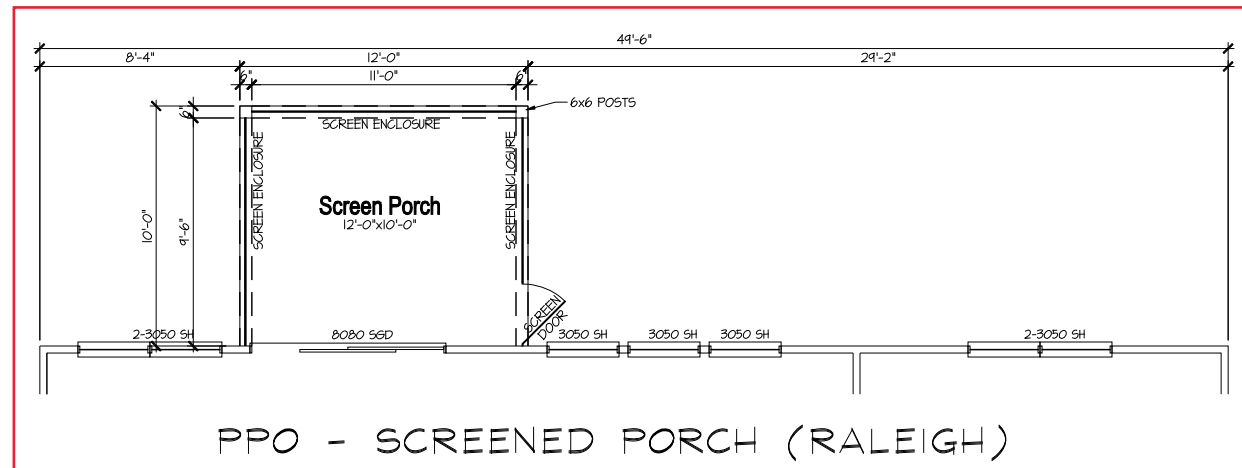 49'-6"
8'-4"
12'-0"
29'-2"
6"
11'-0"
6"
6x6 POSTS
6"
SCREEN ENCLOSURE
SCREEN ENCLOSURE
SCREEN ENCLOSURE
Screen Porch
12'-0"x10'-0"
10'-0"
9'-6"
SCREEN
DOOR
2-3050 SH
8080 SGD
3050 SH
3050 SH
3050 SH
2-3050 SH
PPO - SCREENED PORCH (RALEIGH)